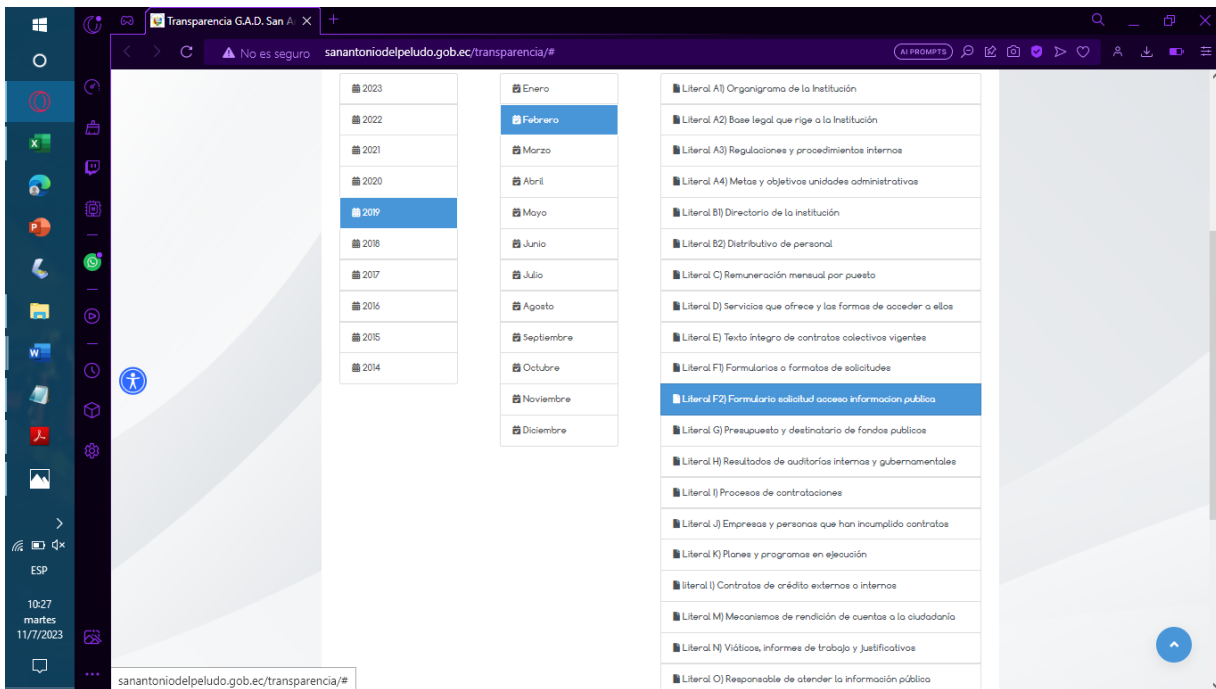 Transparencia G.A.D. San A
No es seguro
sanantoniodelpeludo.gob.ec/transparencia/#
AI PROMPTS
2023
2022
2021
2020
2019
2018
2017
2016
2015
2014
Enero
Febrero
Marzo
Abril
Mayo
Junio
Julio
Agosto
Septiembre
Octubre
Noviembre
Diciembre
Literal A1) Organigrama de la Institución
Literal A2) Base legal que rige a la Institución
Literal A3) Regulaciones y procedimientos internos
Literal A4) Metas y objetivos unidades administrativas
Literal B1) Directorio de la institución
Literal B2) Distributivo de personal
Literal C) Remuneración mensual por puesto
Literal D) Servicios que ofrece y las formas de acceder a ellos
Literal E) Texto íntegro de contratos colectivos vigentes
Literal F1) Formularios o formatos de solicitudes
Literal F2) Formulario solicitud acceso informacion publica
Literal G) Presupuesto y destinatario de fondos publicos
Literal H) Resultados de auditorías internas y gubernamentales
Literal I) Procesos de contrataciones
Literal J) Empresas y personas que han incumplido contratos
Literal K) Planes y programas en ejecución
literal l) Contratos de crédito externos o internos
Literal M) Mecanismos de rendición de cuentas a la ciudadanía
Literal N) Viáticos, informes de trabajo y justificativos
Literal O) Responsable de atender la información pública
ESP
10:27
martes
11/7/2023
sanantoniodelpeludo.gob.ec/transparencia/#